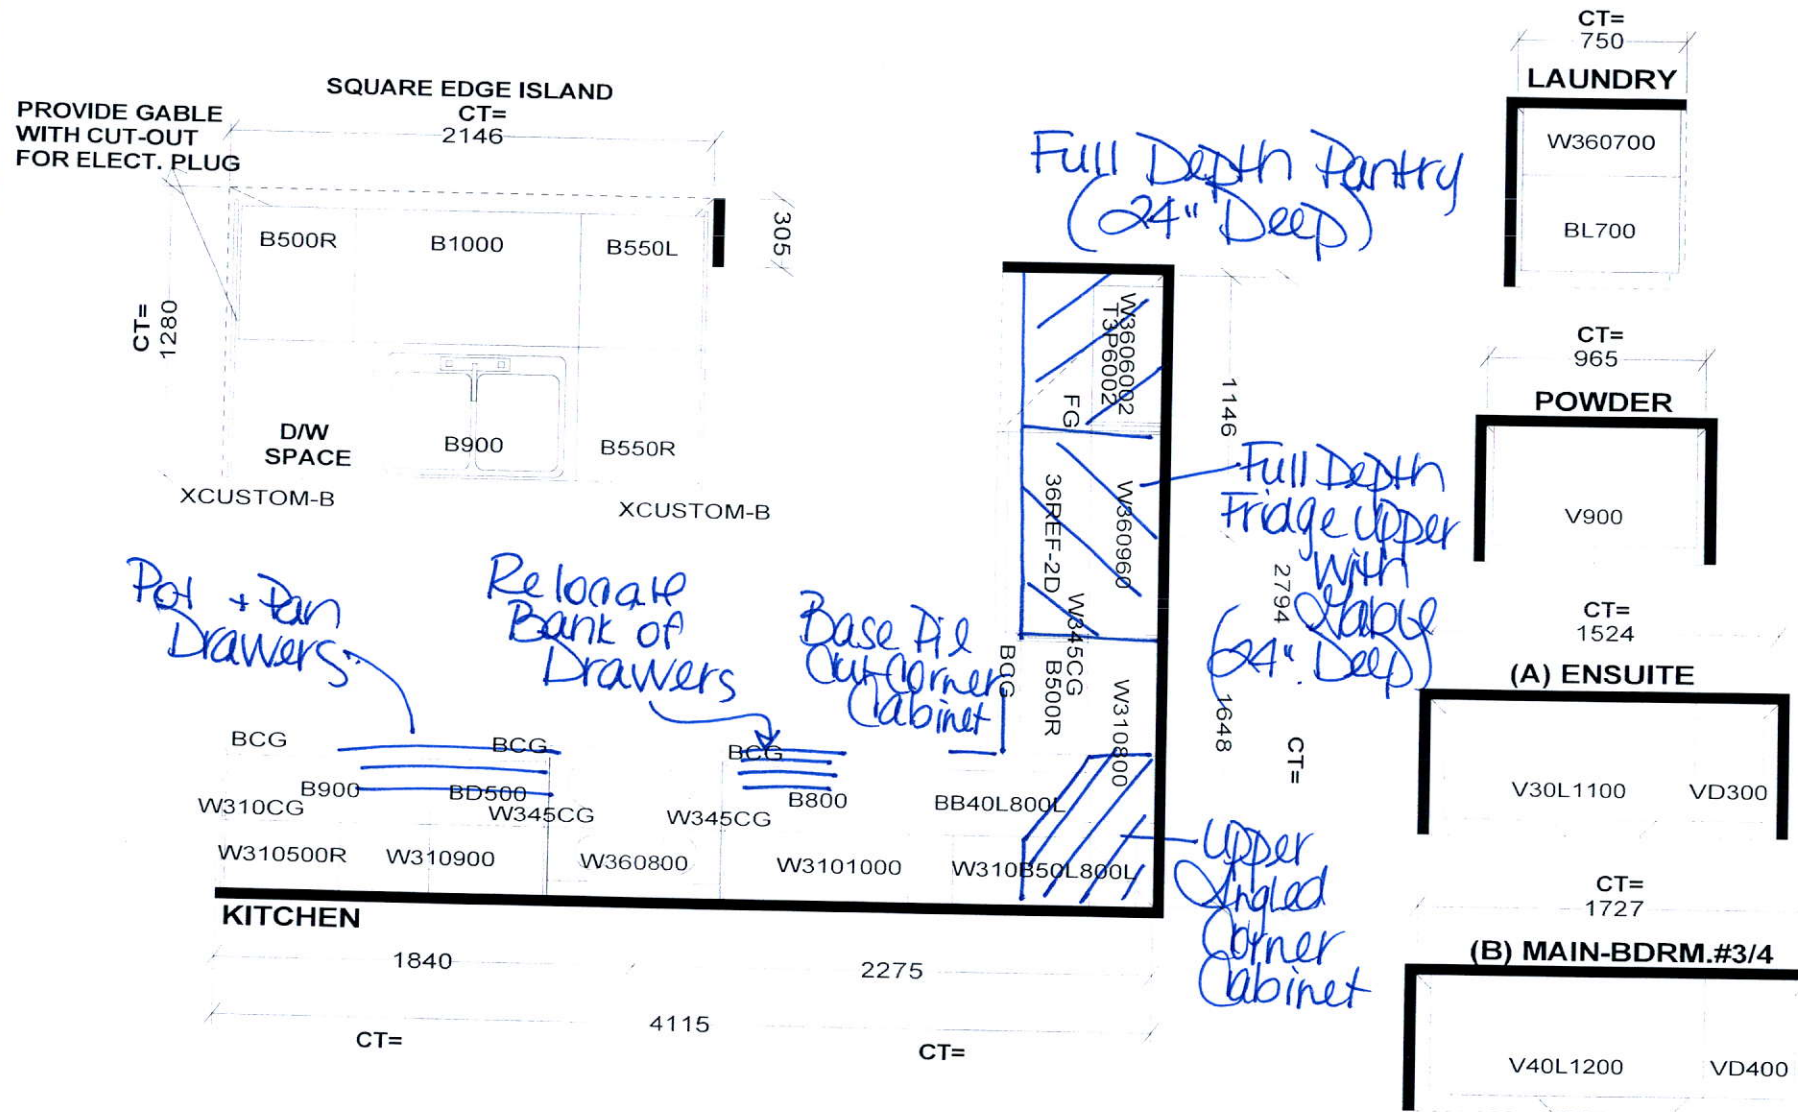 SQUARE EDGE ISLAND
CT=
2146
PROVIDE GABLE
WITH CUT-OUT
FOR ELECT. PLUG
B500R
B1000
B550L
305
CT=
1280
D/W
SPACE
B900
B550R
XCUSTOM-B
XCUSTOM-B
Full Depth Pantry
(24" Deep)
W3606002
T3P6002
FG
1146
36REF-2D
W360960
Full Depth
Fridge Upper
with
Gable
(24" Deep)
2794
CT=
1648
W345CG
B500R
BCG
W310800
Pot + Pan
Drawers
Relocate
Bank of
Drawers
Base Pie
Cut Corner
Cabinet
BCG
BCG
BCG
B900
BD500
B800
BB40L800L
W310CG
W345CG
W345CG
W310500R
W310900
W360800
W3101000
W310B50L800L
Upper
Angled
Corner
Cabinet
KITCHEN
1840
2275
4115
CT=
CT=
CT=
750
LAUNDRY
W360700
BL700
CT=
965
POWDER
V900
CT=
1524
(A) ENSUITE
V30L1100
VD300
CT=
1727
(B) MAIN-BDRM.#3/4
V40L1200
VD400